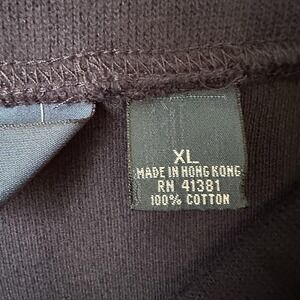 XL
MADE IN HONG KONG
RN 41381
100% COTTON